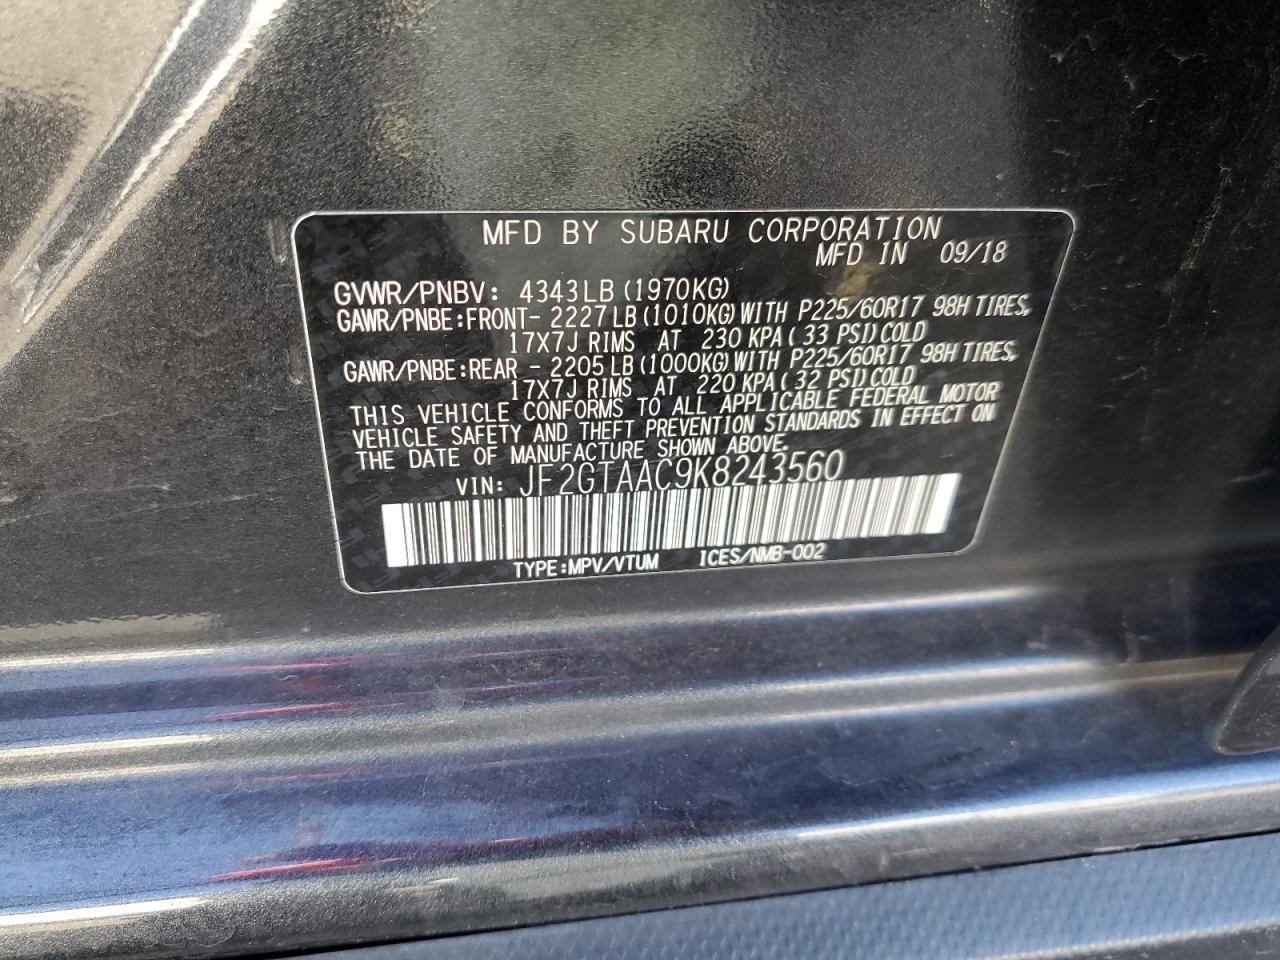 MFD BY SUBARU CORPORATION
MFD IN 09/18
GVWR/PNBV: 4343LB (1970KG)
GAWR/PNBE:FRONT- 2227LB (1010KG) WITH P225/60R17 98H TIRES,
17X7J RIMS AT 230 KPA ( 33 PSI) COLD
GAWR/PNBE:REAR - 2205LB (1000KG) WITH P225/60R17 98H TIRES,
17X7J RIMS AT 220 KPA ( 32 PSI) COLD
THIS VEHICLE CONFORMS TO ALL APPLICABLE FEDERAL MOTOR
VEHICLE SAFETY AND THEFT PREVENTION STANDARDS IN EFFECT ON
THE DATE OF MANUFACTURE SHOWN ABOVE.
VIN: JF2GTAAC9K8243560
TYPE:MPV/VTUM ICES/NMB-002